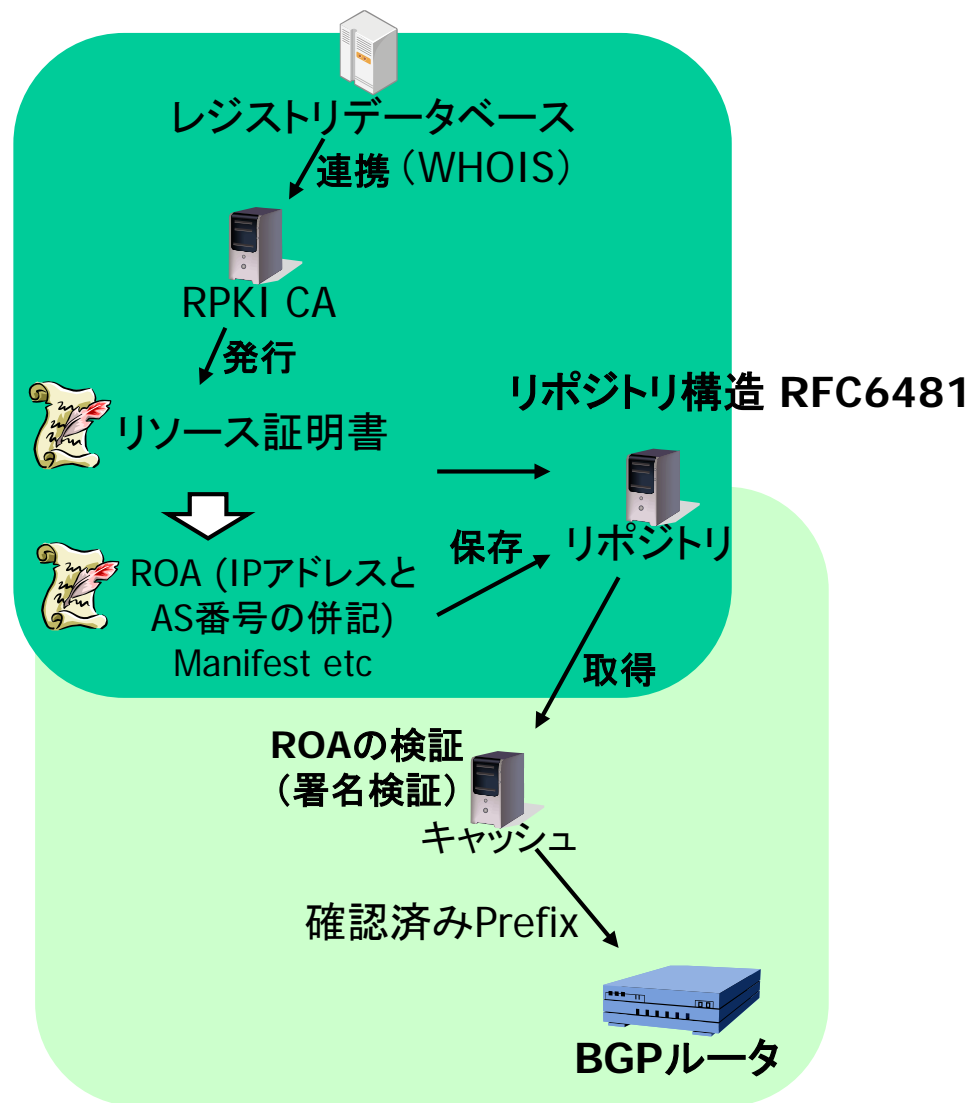 レジストリデータベース
連携（WHOIS）
RPKI CA
発行
リポジトリ構造 RFC6481
リソース証明書
リポジトリ
保存
ROA (IPアドレスと
AS番号の併記)
Manifest etc
取得
ROAの検証
（署名検証）
キャッシュ
確認済みPrefix
BGPルータ